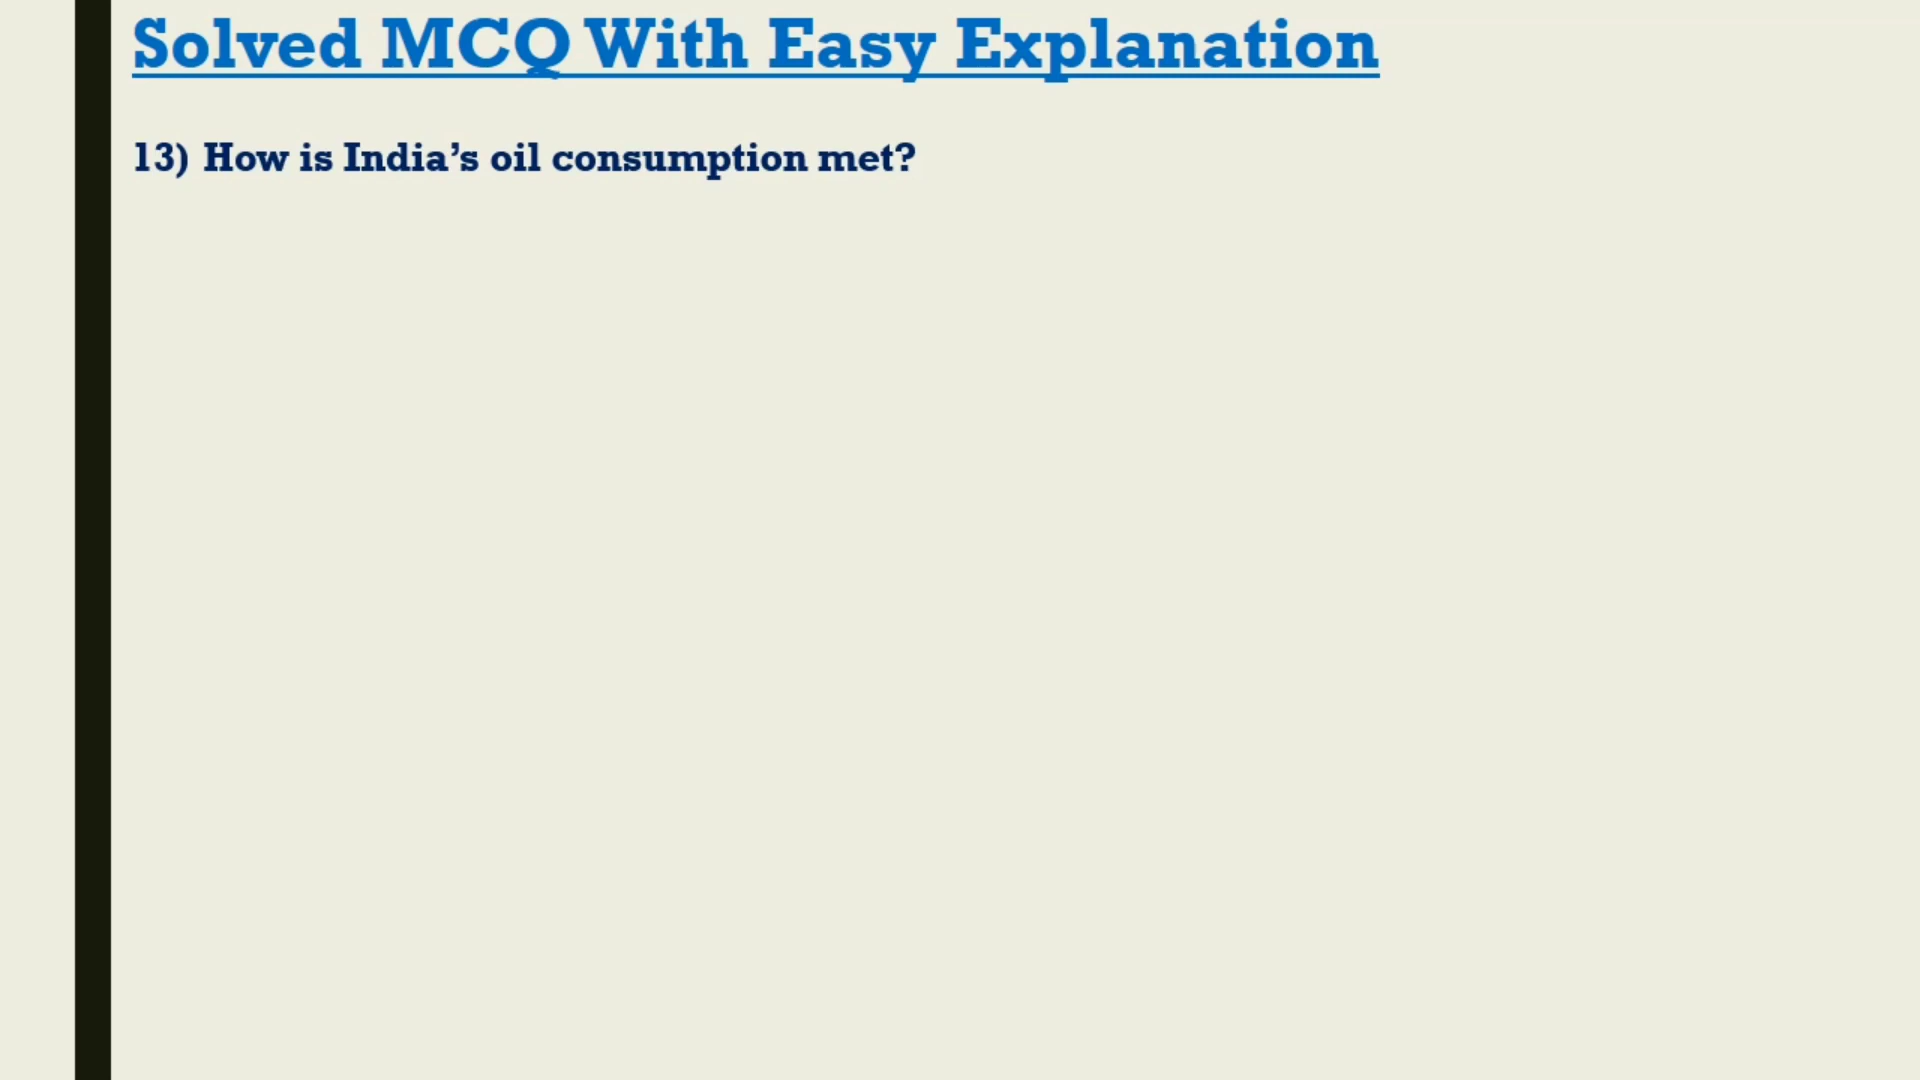 Solved MCQ With Easy Explanation
13) How is India’s oil consumption met?